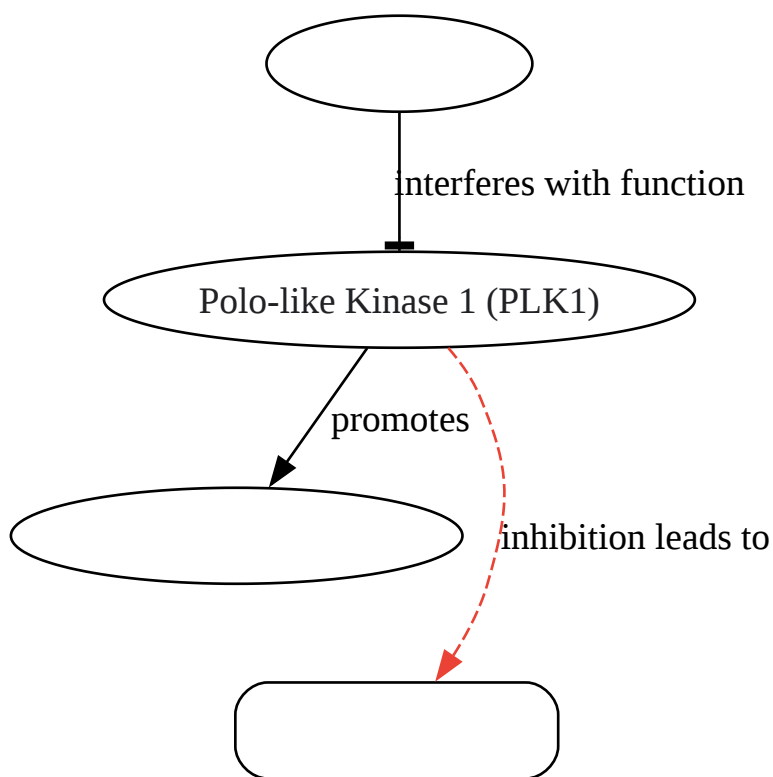 interferes with function
Polo-like Kinase 1 (PLK1)
promotes
inhibition leads to